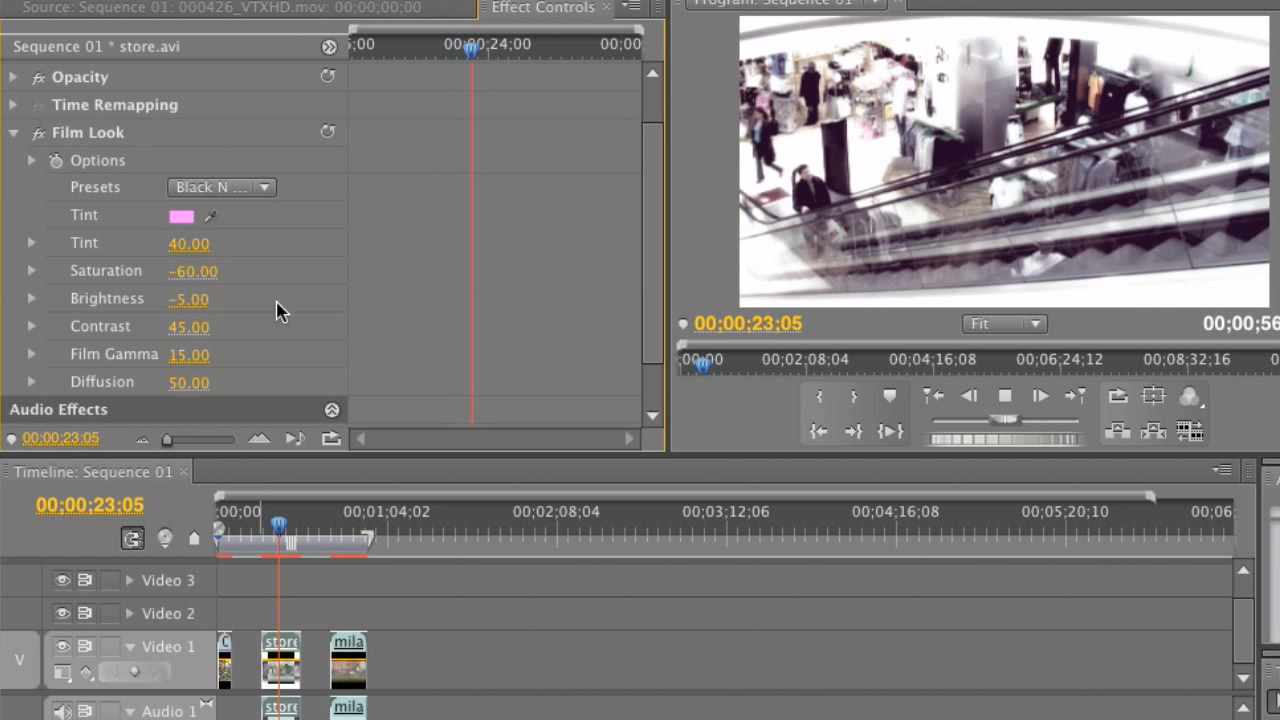 Source: Sequence 01: 000426_VTXHD.mov: 00;00;00;00
Effect Controls ×
Program: Sequence 01
Sequence 01 * store.avi
;00 00;00;24;00 00;00
fx Opacity
Time Remapping
fx Film Look
Options
Presets Black N ...
Tint
Tint 40.00
Saturation -60.00
Brightness -5.00
Contrast 45.00
Film Gamma 15.00
Diffusion 50.00
Audio Effects
00;00;23;05
00;00;23;05 Fit 00;00;56
00;00 00;02;08;04 00;04;16;08 00;06;24;12 00;08;32;16 0
Timeline: Sequence 01 ×
00;00;23;05
;00;00 00;01;04;02 00;02;08;04 00;03;12;06 00;04;16;08 00;05;20;10 00;06;
Video 3
Video 2
V Video 1 C store mila
Audio 1 store mila